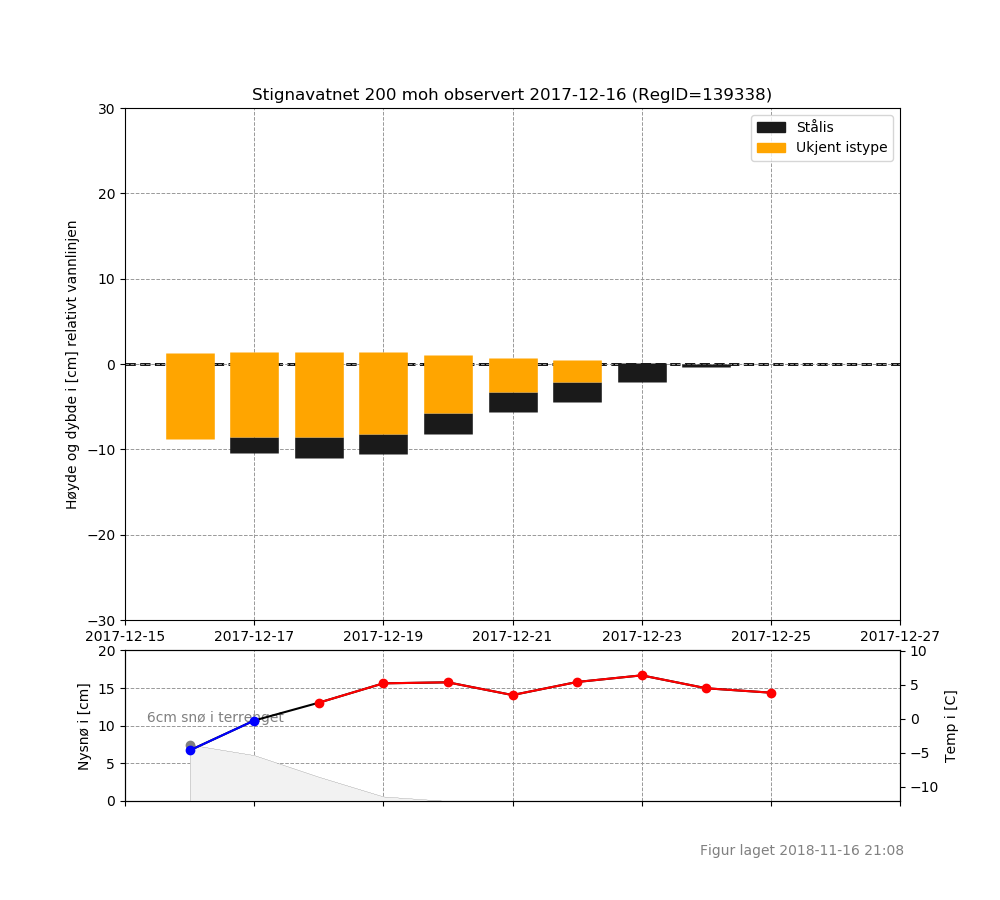 Stignavatnet 200 moh observert 2017-12-16 (RegID=139338)
Stålis
Ukjent istype
Høyde og dybde i [cm] relativt vannlinjen
30
20
10
0
−10
−20
−30
2017-12-15 2017-12-17 2017-12-19 2017-12-21 2017-12-23 2017-12-25 2017-12-27
Nysnø i [cm]
20
15
10
5
0
6cm snø i terrenget
10
5
0
−5
−10
Temp i [C]
Figur laget 2018-11-16 21:08